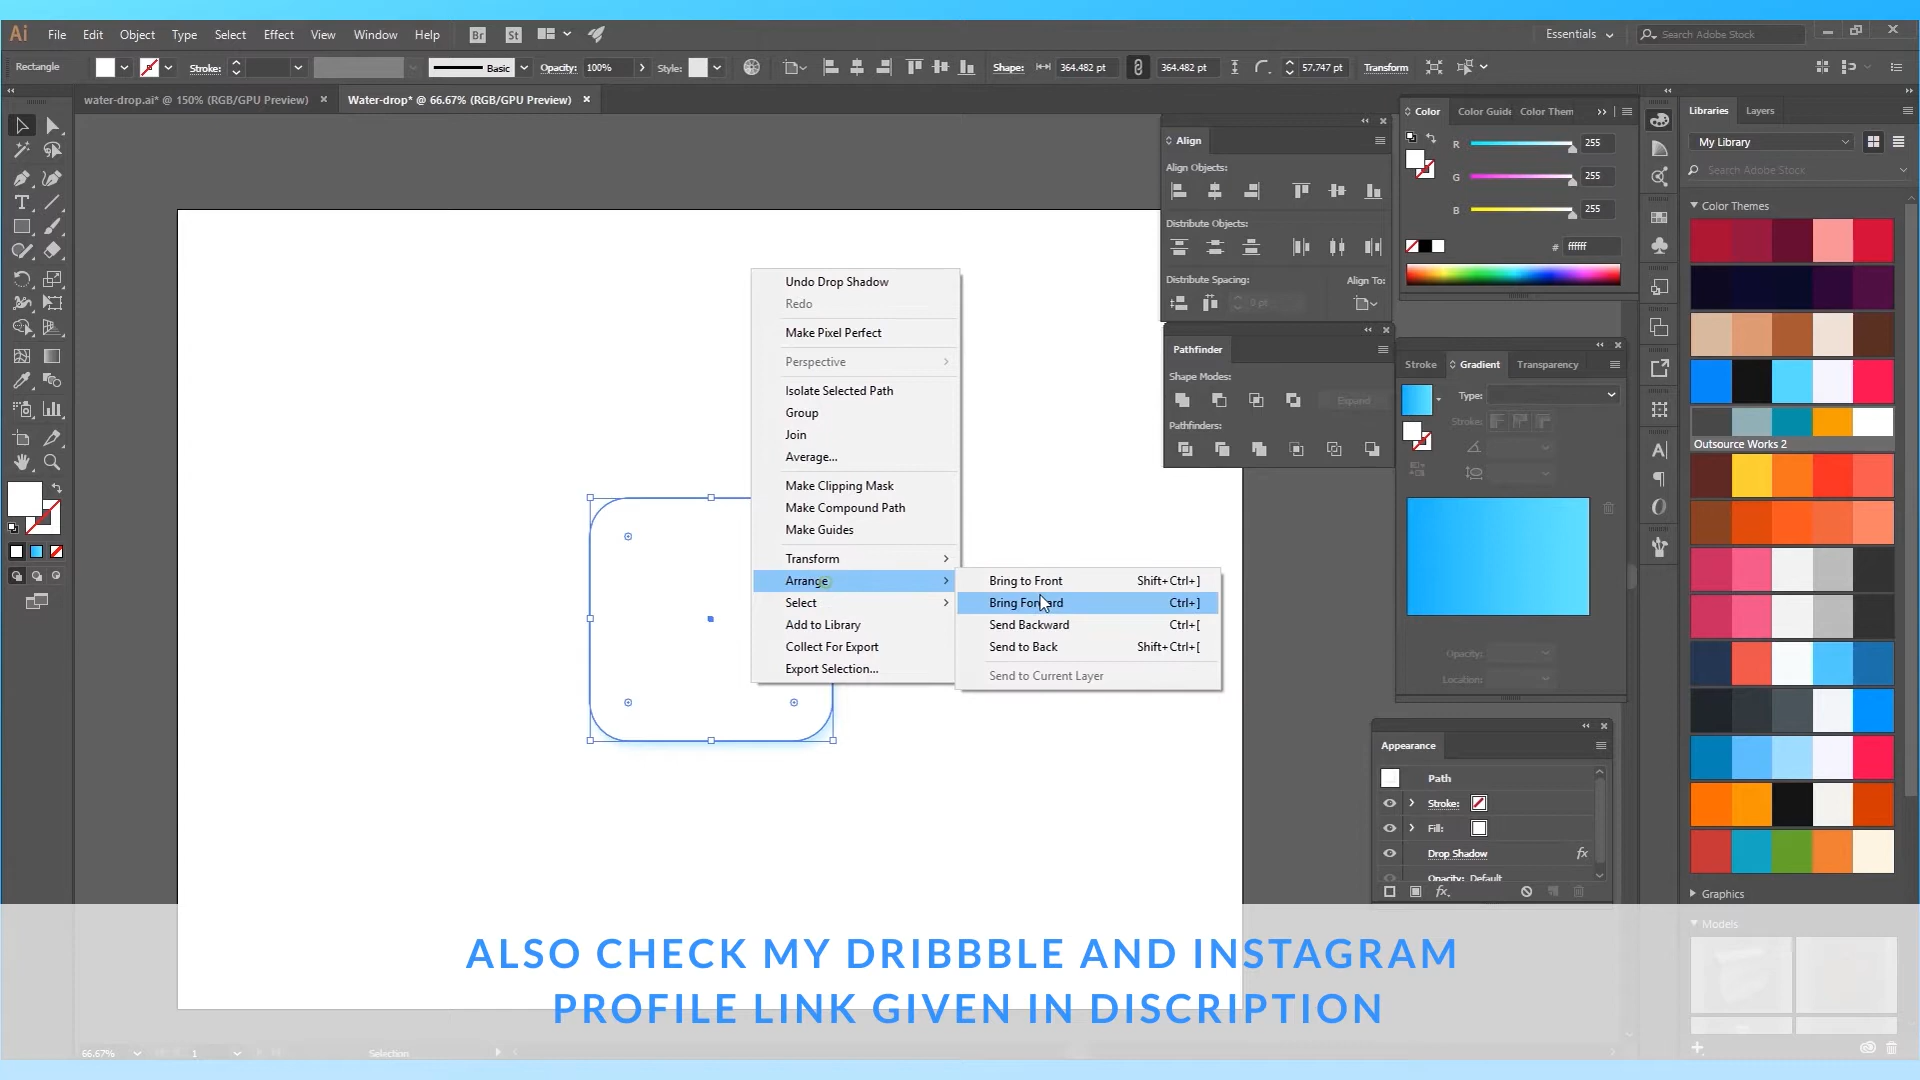 Ai File Edit Object Type Select Effect View Window Help Br St Essentials Search Adobe Stock
Rectangle Stroke: Basic Opacity: 100% Style: Shape: 364.482 pt 364.482 pt 57.747 pt Transform
water-drop.ai* @ 150% (RGB/GPU Preview) × Water-drop* @ 66.67% (RGB/GPU Preview) ×
Align
Align Objects:
Distribute Objects:
Distribute Spacing: Align To:
0 pt
Pathfinder
Shape Modes:
Expand
Pathfinders:
Color Color Guide Color Them
R 255
G 255
B 255
# ffffff
Stroke Gradient Transparency
Type:
Stroke:
Opacity:
Location:
Appearance
Path
Stroke:
Fill:
Drop Shadow fx
Opacity: Default
fx
Libraries Layers
My Library
Search Adobe Stock
Color Themes
Outsource Works 2
Graphics
Models
Undo Drop Shadow
Redo
Make Pixel Perfect
Perspective
Isolate Selected Path
Group
Join
Average...
Make Clipping Mask
Make Compound Path
Make Guides
Transform
Arrange
Select
Add to Library
Collect For Export
Export Selection...
Bring to Front Shift+Ctrl+]
Bring Forward Ctrl+]
Send Backward Ctrl+[
Send to Back Shift+Ctrl+[
Send to Current Layer
ALSO CHECK MY DRIBBBLE AND INSTAGRAM
PROFILE LINK GIVEN IN DISCRIPTION
66.67% 1 Selection